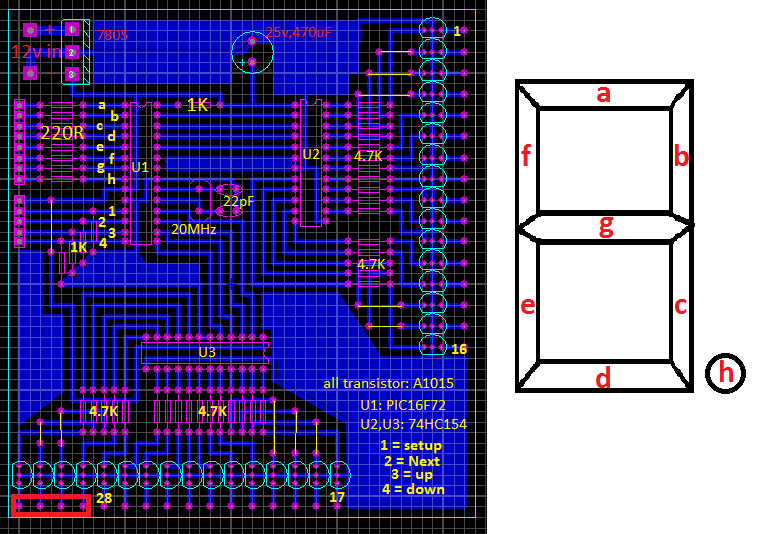 1
+
7805
25v,470uF
1
12v in
2
+
3
a
1K
b
220R
c
d
e
f
g
h
U1
U2
4.7K
22pF
1
2
20MHz
3
1K
4
4.7K
U3
16
all transistor: A1015
4.7K
4.7K
U1: PIC16F72
U2,U3: 74HC154
1 = setup
2 = Next
3 = up
4 = down
28
17
a
f
b
g
e
c
d
h